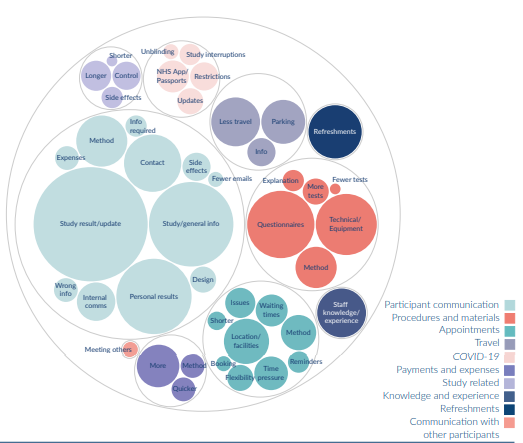 Shorter
Longer
Control
Side effects
Unblinding
Study interruptions
NHS App/
Passports
Restrictions
Updates
Less travel
Parking
Info
Refreshments
Info
required
Method
Expenses
Contact
Side
effects
Fewer emails
Study result/update
Study/general info
Wrong
info
Internal
comms
Personal results
Design
Explanation
More
tests
Fewer tests
Questionnaires
Technical/
Equipment
Method
Staff
knowledge/
experience
Issues
Waiting
times
Shorter
Location/
facilities
Method
Booking
Reminders
Flexibility
Time
pressure
Meeting others
More
Method
Quicker
Participant communication
Procedures and materials
Appointments
Travel
COVID-19
Payments and expenses
Study related
Knowledge and experience
Refreshments
Communication with
other participants